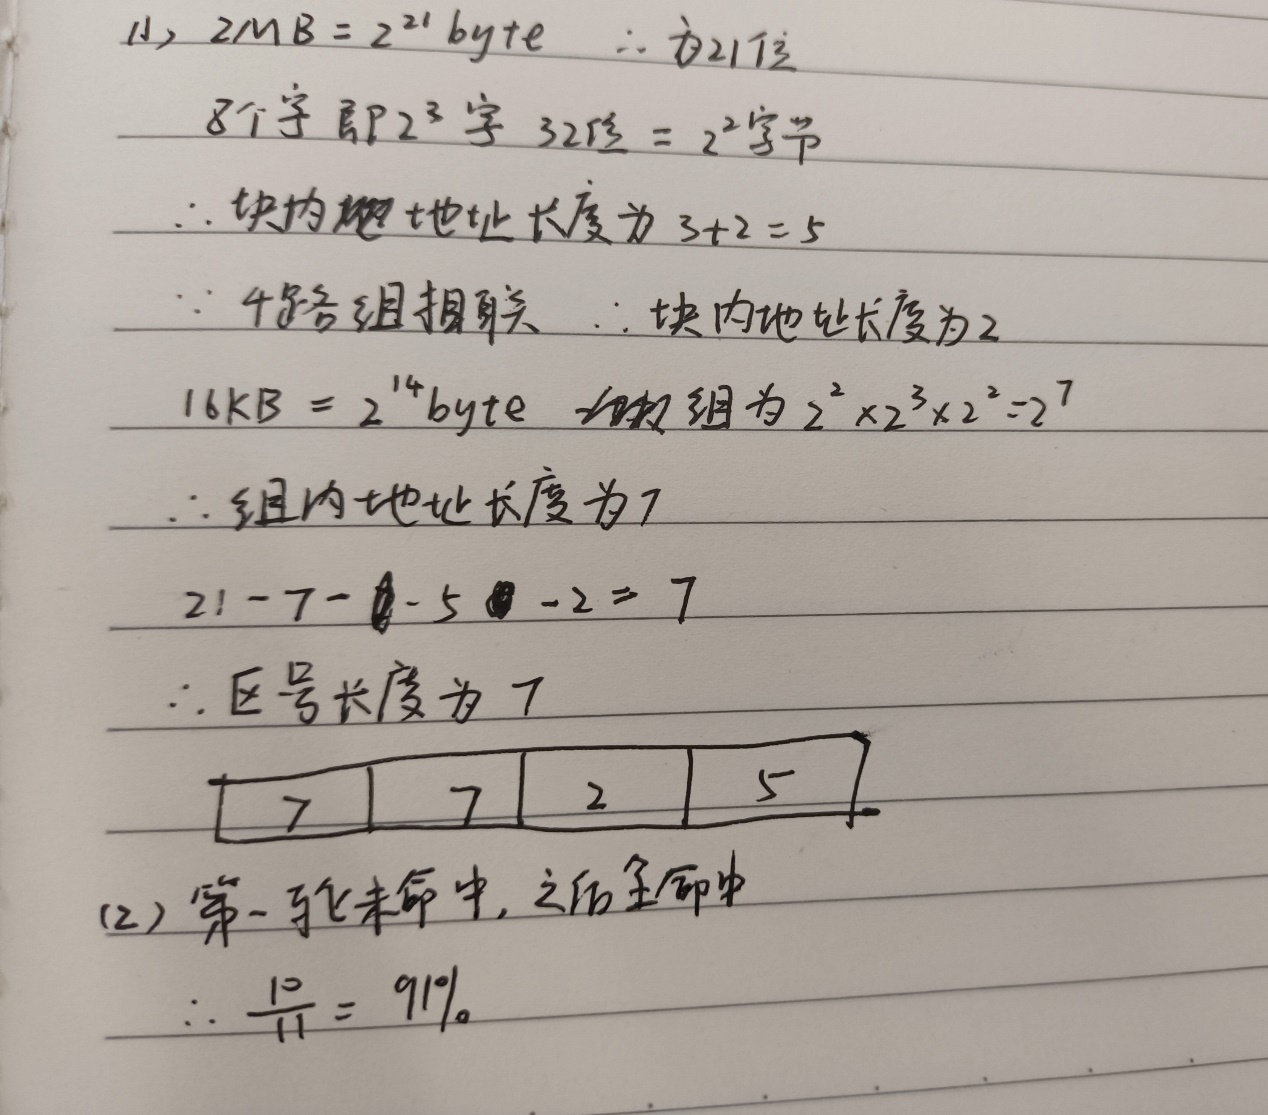 (1) 2MB = 2²¹ byte ∴ 为21位
8个字 即2³字 32位 = 2²字节
∴ 块内地址长度为 3+2=5
∵ 4路组相联 ∴ 块内地址长度为2
16KB = 2¹⁴byte 组为 2²×2³×2²=2⁷
∴ 组内地址长度为7
21-7-5-2=7
∴ 区号长度为 7
7 7 2 5
(2) 第一轮未命中, 之后全命中
∴ 10/11 = 91%